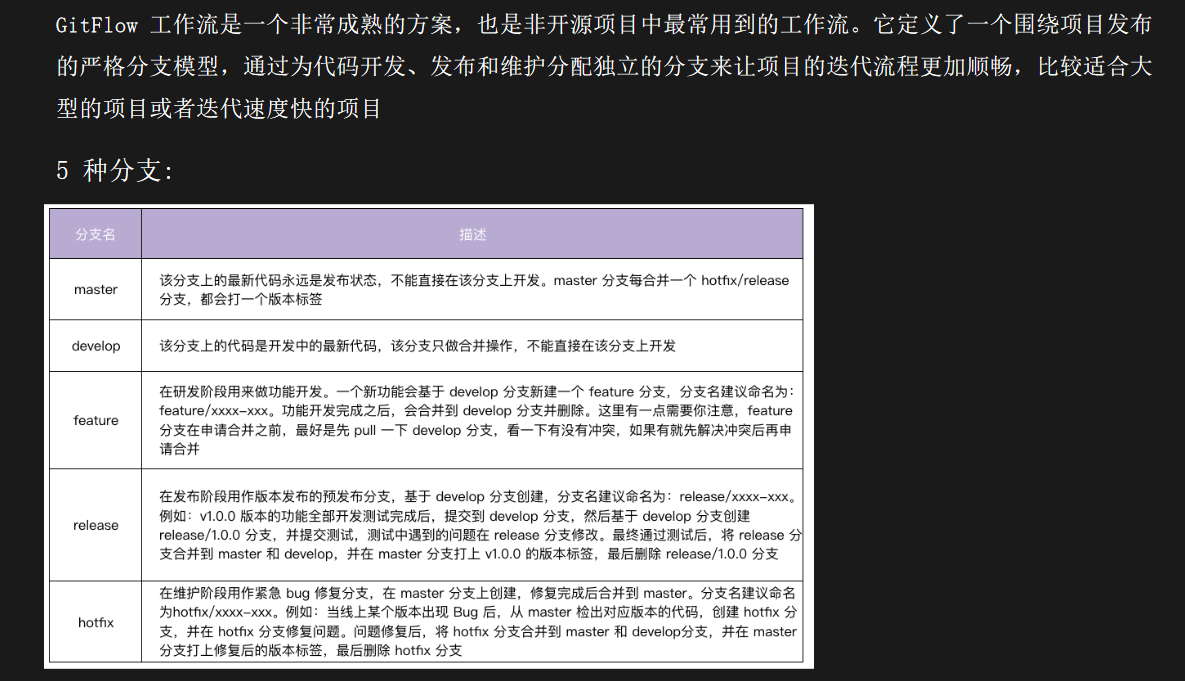 GitFlow 工作流是一个非常成熟的方案，也是非开源项目中最常用到的工作流。它定义了一个围绕项目发布
的严格分支模型，通过为代码开发、发布和维护分配独立的分支来让项目的迭代流程更加顺畅，比较适合大
型的项目或者迭代速度快的项目
5 种分支:
分支名 描述
master
该分支上的最新代码永远是发布状态，不能直接在该分支上开发。master 分支每合并一个 hotfix/release
分支，都会打一个版本标签
develop 该分支上的代码是开发中的最新代码，该分支只做合并操作，不能直接在该分支上开发
feature
在研发阶段用来做功能开发。一个新功能会基于 develop 分支新建一个 feature 分支，分支名建议命名为：
feature/xxxx-xxx。功能开发完成之后，会合并到 develop 分支并删除。这里有一点需要你注意，feature
分支在申请合并之前，最好是先 pull 一下 develop 分支，看一下有没有冲突，如果有就先解决冲突后再申
请合并
release
在发布阶段用作版本发布的预发布分支，基于 develop 分支创建，分支名建议命名为：release/xxxx-xxx。
例如：v1.0.0 版本的功能全部开发测试完成后，提交到 develop 分支，然后基于 develop 分支创建
release/1.0.0 分支，并提交测试，测试中遇到的问题在 release 分支修改。最终通过测试后，将 release 分
支合并到 master 和 develop，并在 master 分支打上 v1.0.0 的版本标签，最后删除 release/1.0.0 分支
hotfix
在维护阶段用作紧急 bug 修复分支，在 master 分支上创建，修复完成后合并到 master。分支名建议命名
为hotfix/xxxx-xxx。例如：当线上某个版本出现 Bug 后，从 master 检出对应版本的代码，创建 hotfix 分
支，并在 hotfix 分支修复问题。问题修复后，将 hotfix 分支合并到 master 和 develop分支，并在 master
分支打上修复后的版本标签，最后删除 hotfix 分支